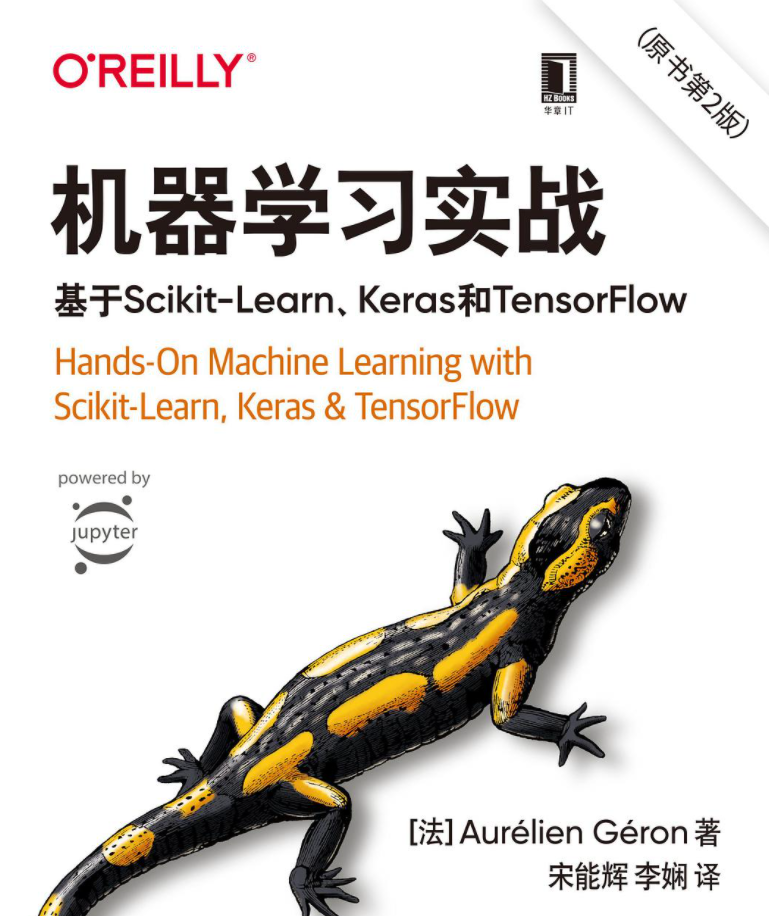 O'REILLY®
HZ BOOKS
华章IT
(原书第2版)
机器学习实战
基于Scikit-Learn、Keras和TensorFlow
Hands-On Machine Learning with
Scikit-Learn, Keras & TensorFlow
powered by
jupyter
[法] Aurélien Géron 著
宋能辉 李娴 译